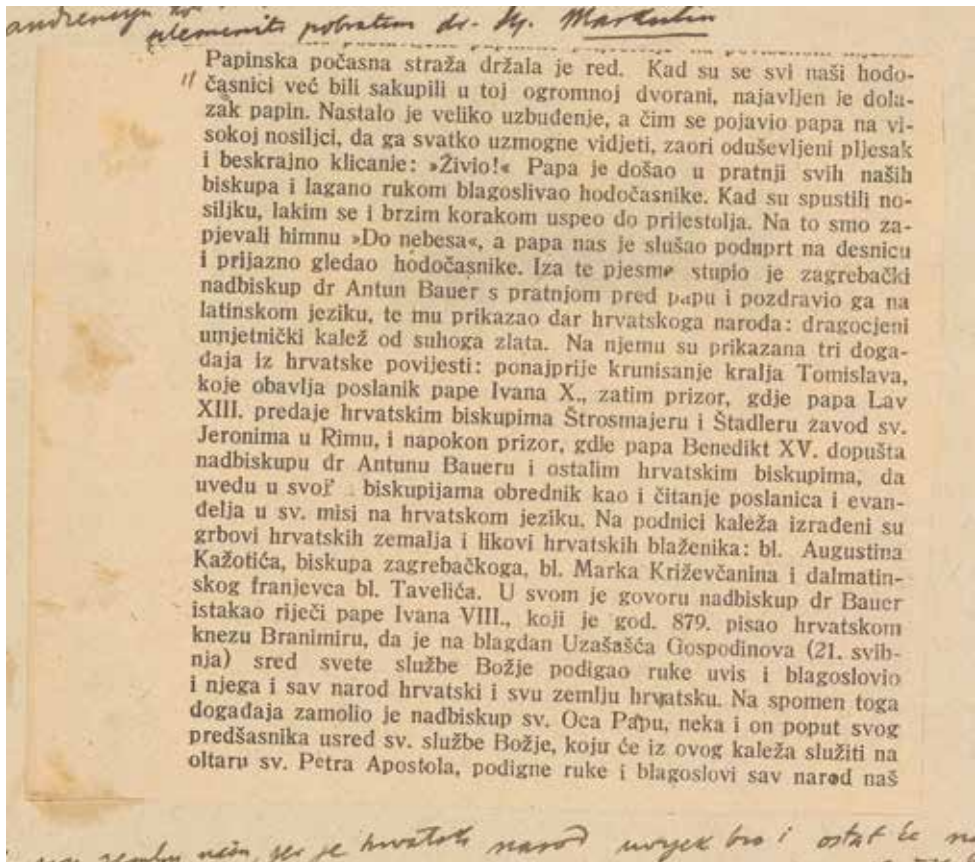 plemeniti pobratim dr. Markulin
Papinska počasna straža držala je red. Kad su se svi naši hodo-
" časnici već bili sakupili u toj ogromnoj dvorani, najavljen je dola-
zak papin. Nastalo je veliko uzbuđenje, a čim se pojavio papa na vi-
sokoj nosiljci, da ga svatko uzmogne vidjeti, zaori oduševljeni pljesak
i beskrajno klicanje: »Živio!« Papa je došao u pratnji svih naših
biskupa i lagano rukom blagoslivao hodočasnike. Kad su spustili no-
siljku, lakim se i brzim korakom uspeo do prijestolja. Na to smo za-
pjevali himnu »Do nebesa«, a papa nas je slušao poduprt na desnicu
i prijazno gledao hodočasnike. Iza te pjesme stupio je zagrebački
nadbiskup dr Antun Bauer s pratnjom pred papu i pozdravio ga na
latinskom jeziku, te mu prikazao dar hrvatskoga naroda: dragocjeni
umjetnički kalež od suhoga zlata. Na njemu su prikazana tri doga-
đaja iz hrvatske povijesti: ponajprije krunisanje kralja Tomislava,
koje obavlja poslanik pape Ivana X., zatim prizor, gdje papa Lav
XIII. predaje hrvatskim biskupima Štrosmajeru i Štadleru zavod sv.
Jeronima u Rimu, i napokon prizor, gdje papa Benedikt XV. dopušta
nadbiskupu dr Antunu Baueru i ostalim hrvatskim biskupima, da
uvedu u svoj biskupijama obrednik kao i čitanje poslanica i evan-
đelja u sv. misi na hrvatskom jeziku. Na podnici kaleža izrađeni su
grbovi hrvatskih zemalja i likovi hrvatskih blaženika: bl. Augustina
Kažotića, biskupa zagrebačkoga, bl. Marka Križevčanina i dalmatin-
skog franjevca bl. Tavelića. U svom je govoru nadbiskup dr Bauer
istakao riječi pape Ivana VIII., koji je god. 879. pisao hrvatskom
knezu Branimiru, da je na blagdan Uzašašća Gospodinova (21. svib-
nja) sred svete službe Božje podigao ruke uvis i blagoslovio
i njega i sav narod hrvatski i svu zemlju hrvatsku. Na spomen toga
događaja zamolio je nadbiskup sv. Oca Papu, neka i on poput svog
predšasnika usred sv. službe Božje, koju će iz ovog kaleža služiti na
oltaru sv. Petra Apostola, podigne ruke i blagoslovi sav narod naš
zemlju našu, jer je hrvatski narod uvijek bio i ostat će